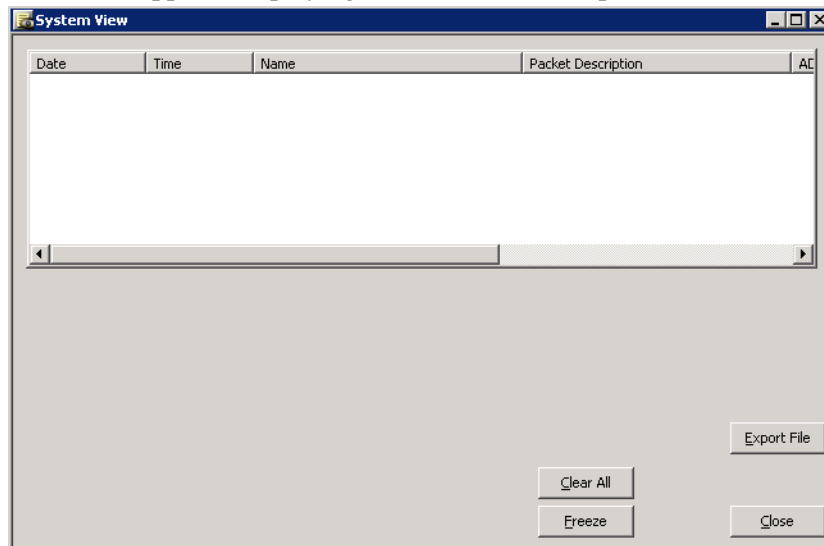 System View
Date Time Name Packet Description
Export File
Clear All
Freeze Close